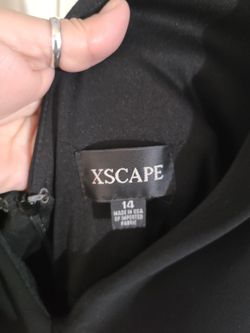 XSCAPE
14
MADE IN USA
OF IMPORTED
FABRIC